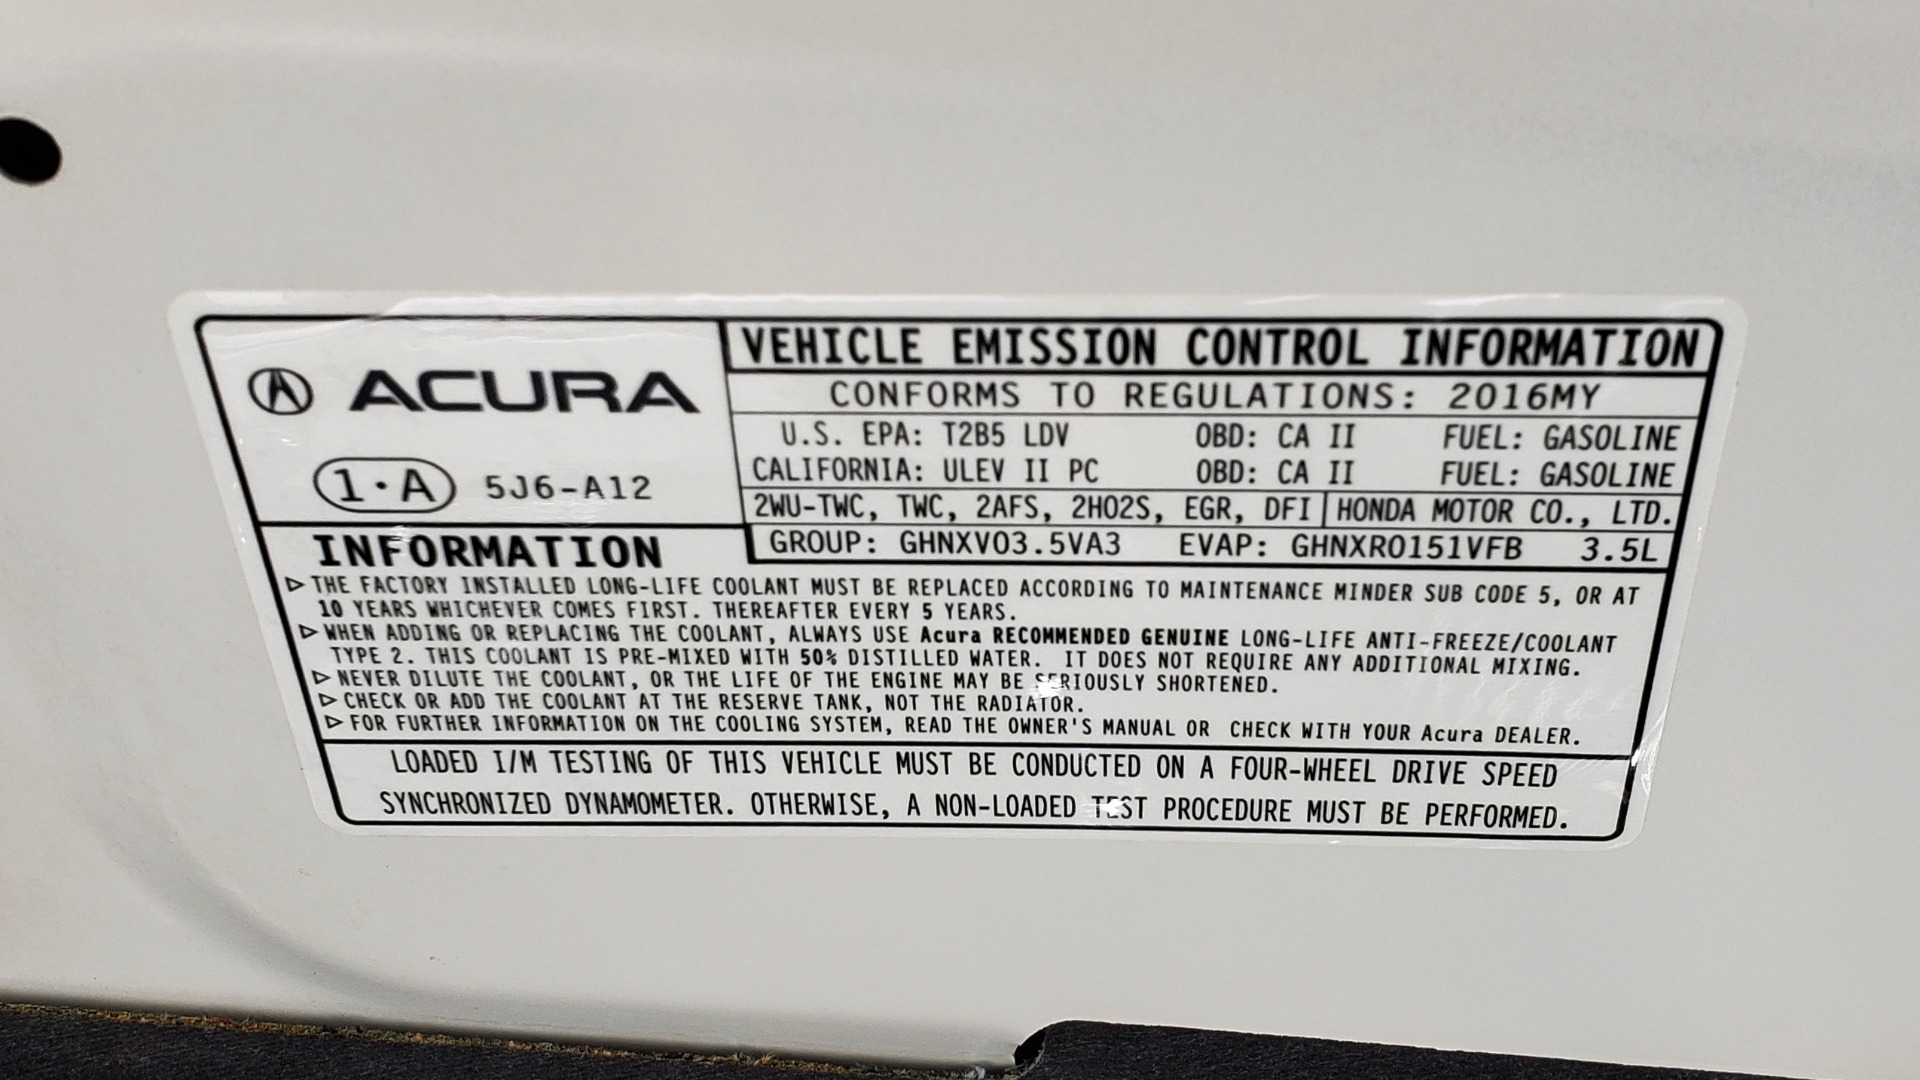 ACURA
1·A 5J6-A12
VEHICLE EMISSION CONTROL INFORMATION
CONFORMS TO REGULATIONS: 2016MY
U.S. EPA: T2B5 LDV OBD: CA II FUEL: GASOLINE
CALIFORNIA: ULEV II PC OBD: CA II FUEL: GASOLINE
2WU-TWC, TWC, 2AFS, 2HO2S, EGR, DFI HONDA MOTOR CO., LTD.
GROUP: GHNXV03.5VA3 EVAP: GHNXR0151VFB 3.5L
INFORMATION
▷ THE FACTORY INSTALLED LONG-LIFE COOLANT MUST BE REPLACED ACCORDING TO MAINTENANCE MINDER SUB CODE 5, OR AT
10 YEARS WHICHEVER COMES FIRST. THEREAFTER EVERY 5 YEARS.
▷ WHEN ADDING OR REPLACING THE COOLANT, ALWAYS USE Acura RECOMMENDED GENUINE LONG-LIFE ANTI-FREEZE/COOLANT
TYPE 2. THIS COOLANT IS PRE-MIXED WITH 50% DISTILLED WATER. IT DOES NOT REQUIRE ANY ADDITIONAL MIXING.
▷ NEVER DILUTE THE COOLANT, OR THE LIFE OF THE ENGINE MAY BE SERIOUSLY SHORTENED.
▷ CHECK OR ADD THE COOLANT AT THE RESERVE TANK, NOT THE RADIATOR.
▷ FOR FURTHER INFORMATION ON THE COOLING SYSTEM, READ THE OWNER'S MANUAL OR CHECK WITH YOUR Acura DEALER.
LOADED I/M TESTING OF THIS VEHICLE MUST BE CONDUCTED ON A FOUR-WHEEL DRIVE SPEED
SYNCHRONIZED DYNAMOMETER. OTHERWISE, A NON-LOADED TEST PROCEDURE MUST BE PERFORMED.